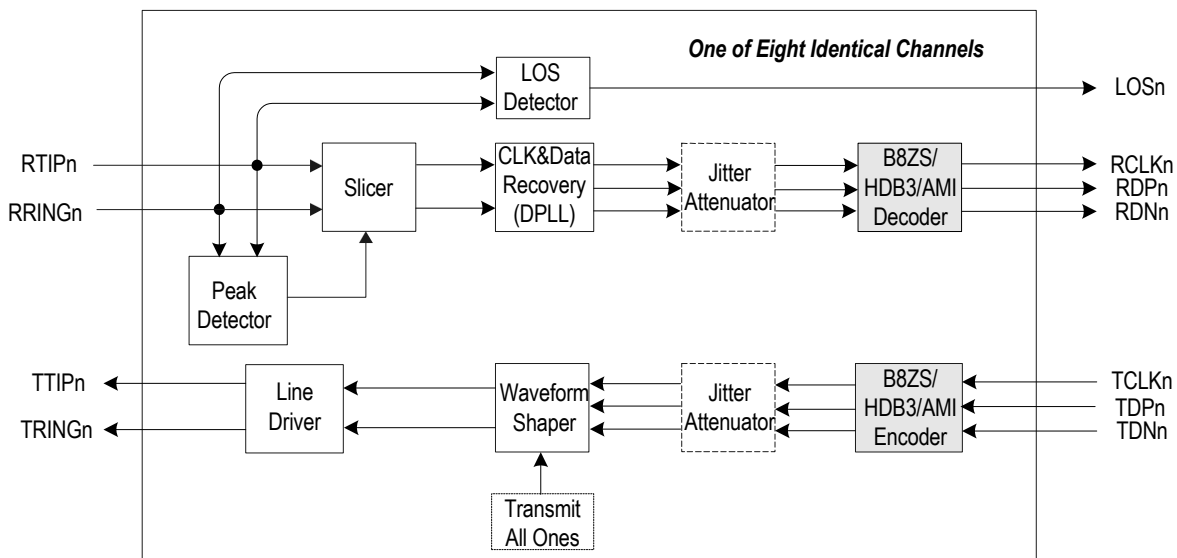 One of Eight Identical Channels
LOS
Detector
LOSn
RTIPn
RRINGn
Slicer
CLK&Data
Recovery
(DPLL)
Jitter
Attenuator
B8ZS/
HDB3/AMI
Decoder
RCLKn
RDPn
RDNn
Peak
Detector
TTIPn
TRINGn
Line
Driver
Waveform
Shaper
Jitter
Attenuator
B8ZS/
HDB3/AMI
Encoder
TCLKn
TDPn
TDNn
Transmit
All Ones